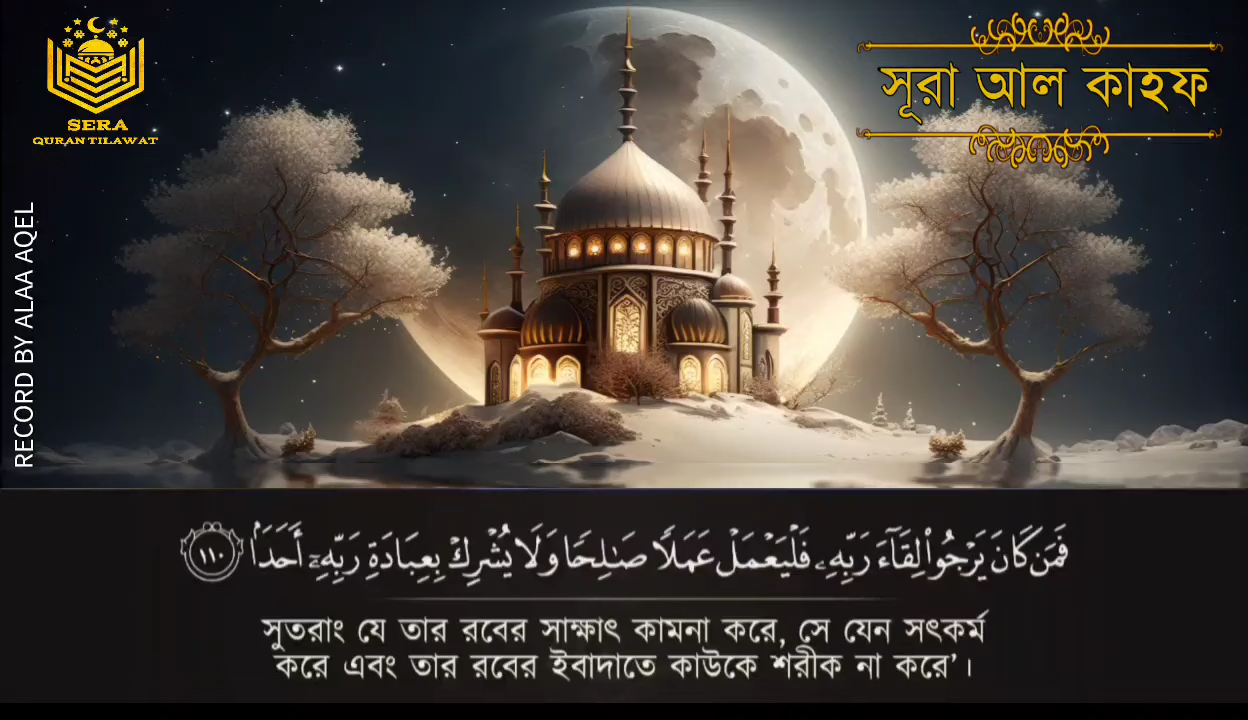 SERA
QURAN TILAWAT
সূরা আল কাহফ
RECORD BY ALAA AQEL
فَمَن كَانَ يَرْجُوا۟ لِقَآءَ رَبِّهِۦ فَلْيَعْمَلْ عَمَلًا صَـٰلِحًا وَلَا يُشْرِكْ بِعِبَادَةِ رَبِّهِۦٓ أَحَدًۢا ١١٠
সুতরাং যে তার রবের সাক্ষাৎ কামনা করে, সে যেন সৎকর্ম
করে এবং তার রবের ইবাদাতে কাউকে শরীক না করে’।